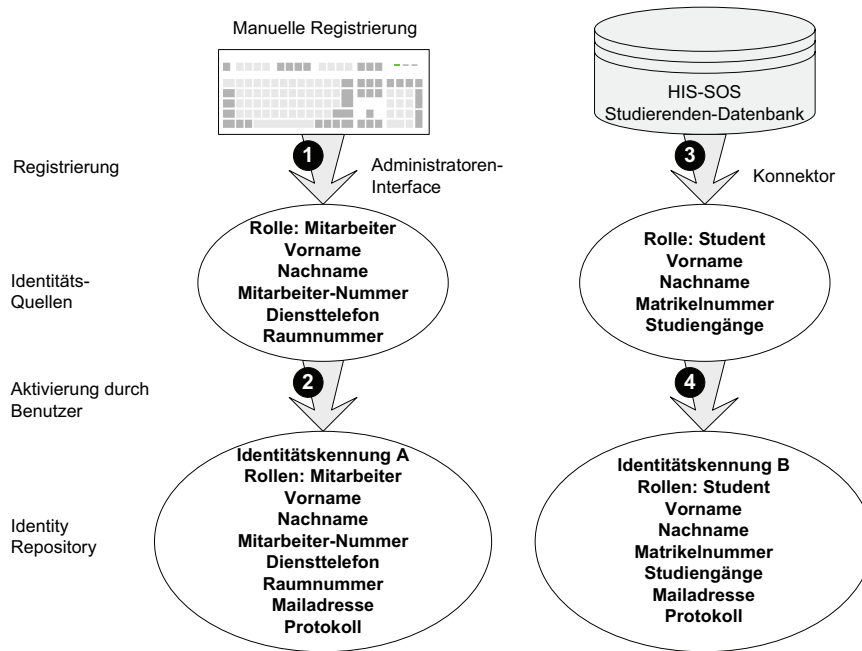 Manuelle Registrierung
HIS-SOS
Studierenden-Datenbank
Registrierung
1
Administratoren-
Interface
3
Konnektor
Identitäts-
Quellen
Rolle: Mitarbeiter
Vorname
Nachname
Mitarbeiter-Nummer
Diensttelefon
Raumnummer
Rolle: Student
Vorname
Nachname
Matrikelnummer
Studiengänge
Aktivierung durch
Benutzer
2
4
Identity
Repository
Identitätskennung A
Rollen: Mitarbeiter
Vorname
Nachname
Mitarbeiter-Nummer
Diensttelefon
Raumnummer
Mailadresse
Protokoll
Identitätskennung B
Rollen: Student
Vorname
Nachname
Matrikelnummer
Studiengänge
Mailadresse
Protokoll